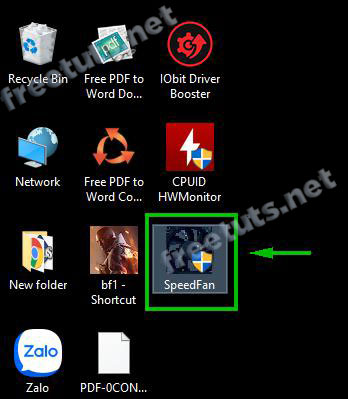 freetuts.net
pdf
Recycle Bin
Free PDF to
Word Do...
IObit Driver
Booster
Network
Free PDF to
Word Co...
CPUID
HWMonitor
freetuts.net
New folder
bf1 -
Shortcut
SpeedFan
Zalo
Zalo
PDF-0CON...